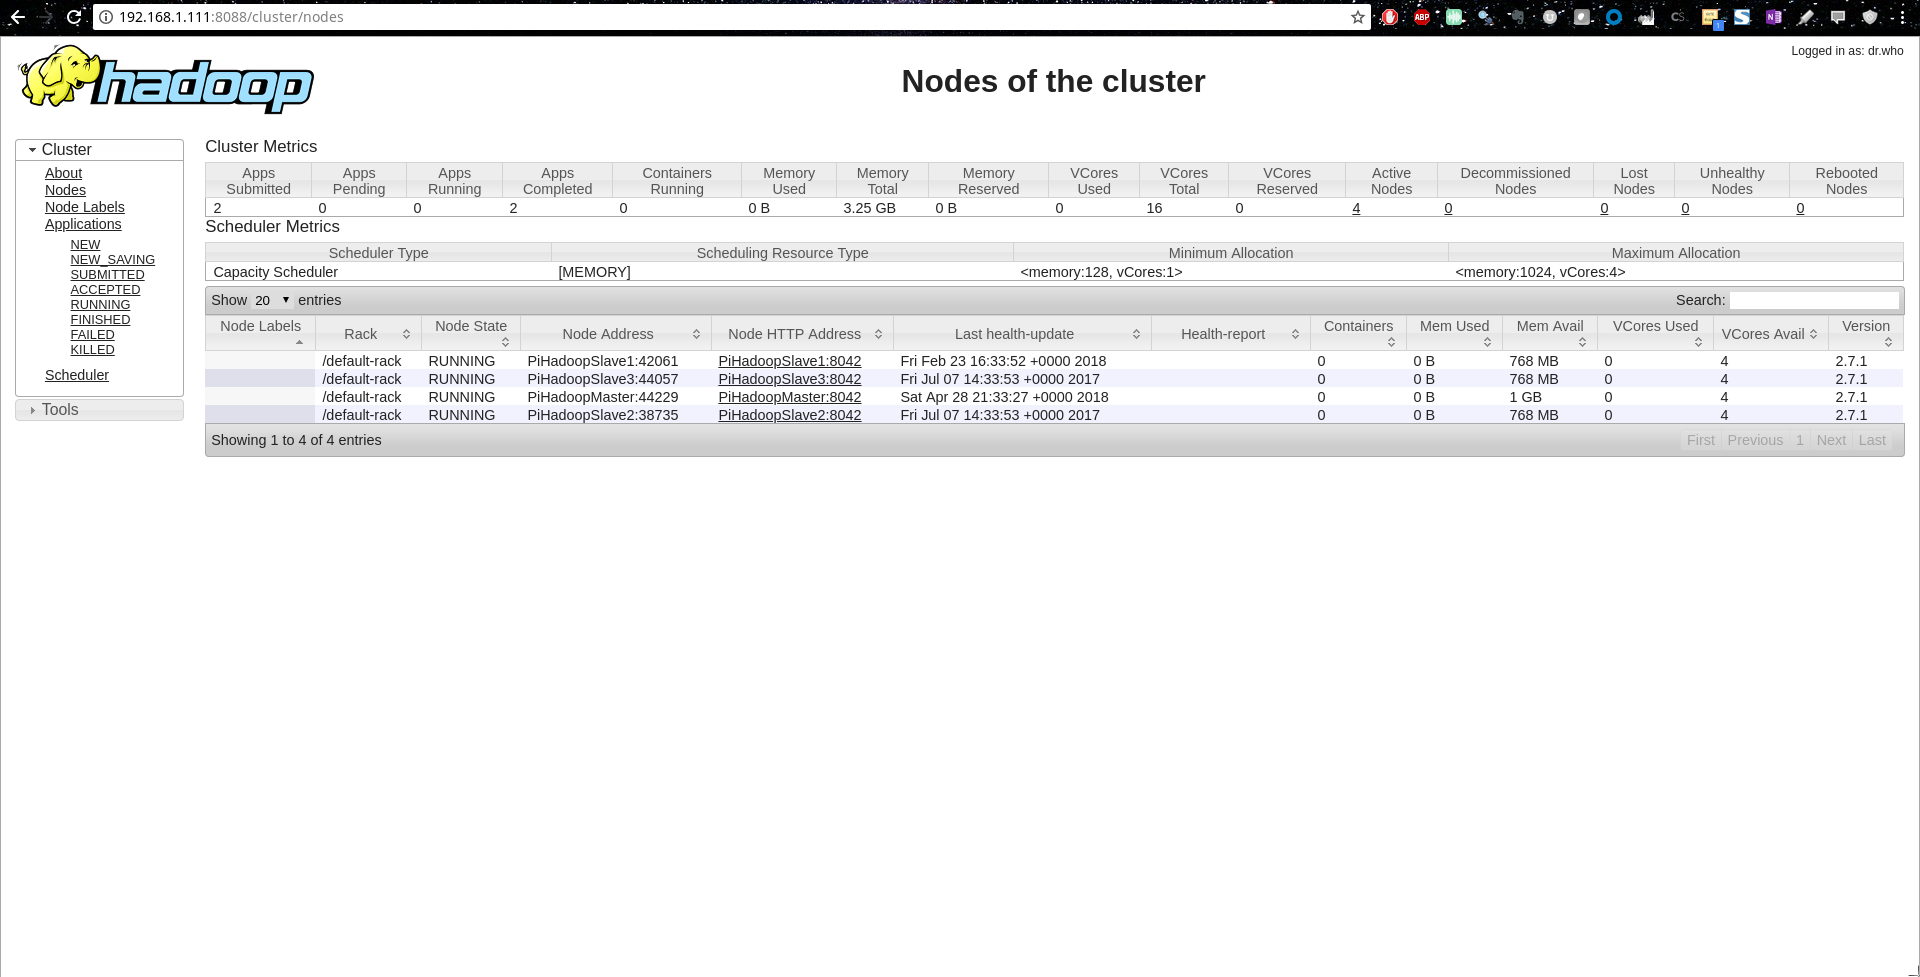 192.168.1.111:8088/cluster/nodes
ABP
1
hadoop
Nodes of the cluster
Logged in as: dr.who
Cluster
About
Nodes
Node Labels
Applications
NEW
NEW_SAVING
SUBMITTED
ACCEPTED
RUNNING
FINISHED
FAILED
KILLED
Scheduler
Tools
Cluster Metrics
Apps Submitted Apps Pending Apps Running Apps Completed Containers Running Memory Used Memory Total Memory Reserved VCores Used VCores Total VCores Reserved Active Nodes Decommissioned Nodes Lost Nodes Unhealthy Nodes Rebooted Nodes
2 0 0 2 0 0 B 3.25 GB 0 B 0 16 0 4 0 0 0 0
Scheduler Metrics
Scheduler Type Scheduling Resource Type Minimum Allocation Maximum Allocation
Capacity Scheduler [MEMORY] <memory:128, vCores:1> <memory:1024, vCores:4>
Show 20 entries Search:
Node Labels Rack Node State Node Address Node HTTP Address Last health-update Health-report Containers Mem Used Mem Avail VCores Used VCores Avail Version
/default-rack RUNNING PiHadoopSlave1:42061 PiHadoopSlave1:8042 Fri Feb 23 16:33:52 +0000 2018 0 0 B 768 MB 0 4 2.7.1
/default-rack RUNNING PiHadoopSlave3:44057 PiHadoopSlave3:8042 Fri Jul 07 14:33:53 +0000 2017 0 0 B 768 MB 0 4 2.7.1
/default-rack RUNNING PiHadoopMaster:44229 PiHadoopMaster:8042 Sat Apr 28 21:33:27 +0000 2018 0 0 B 1 GB 0 4 2.7.1
/default-rack RUNNING PiHadoopSlave2:38735 PiHadoopSlave2:8042 Fri Jul 07 14:33:53 +0000 2017 0 0 B 768 MB 0 4 2.7.1
Showing 1 to 4 of 4 entries First Previous 1 Next Last